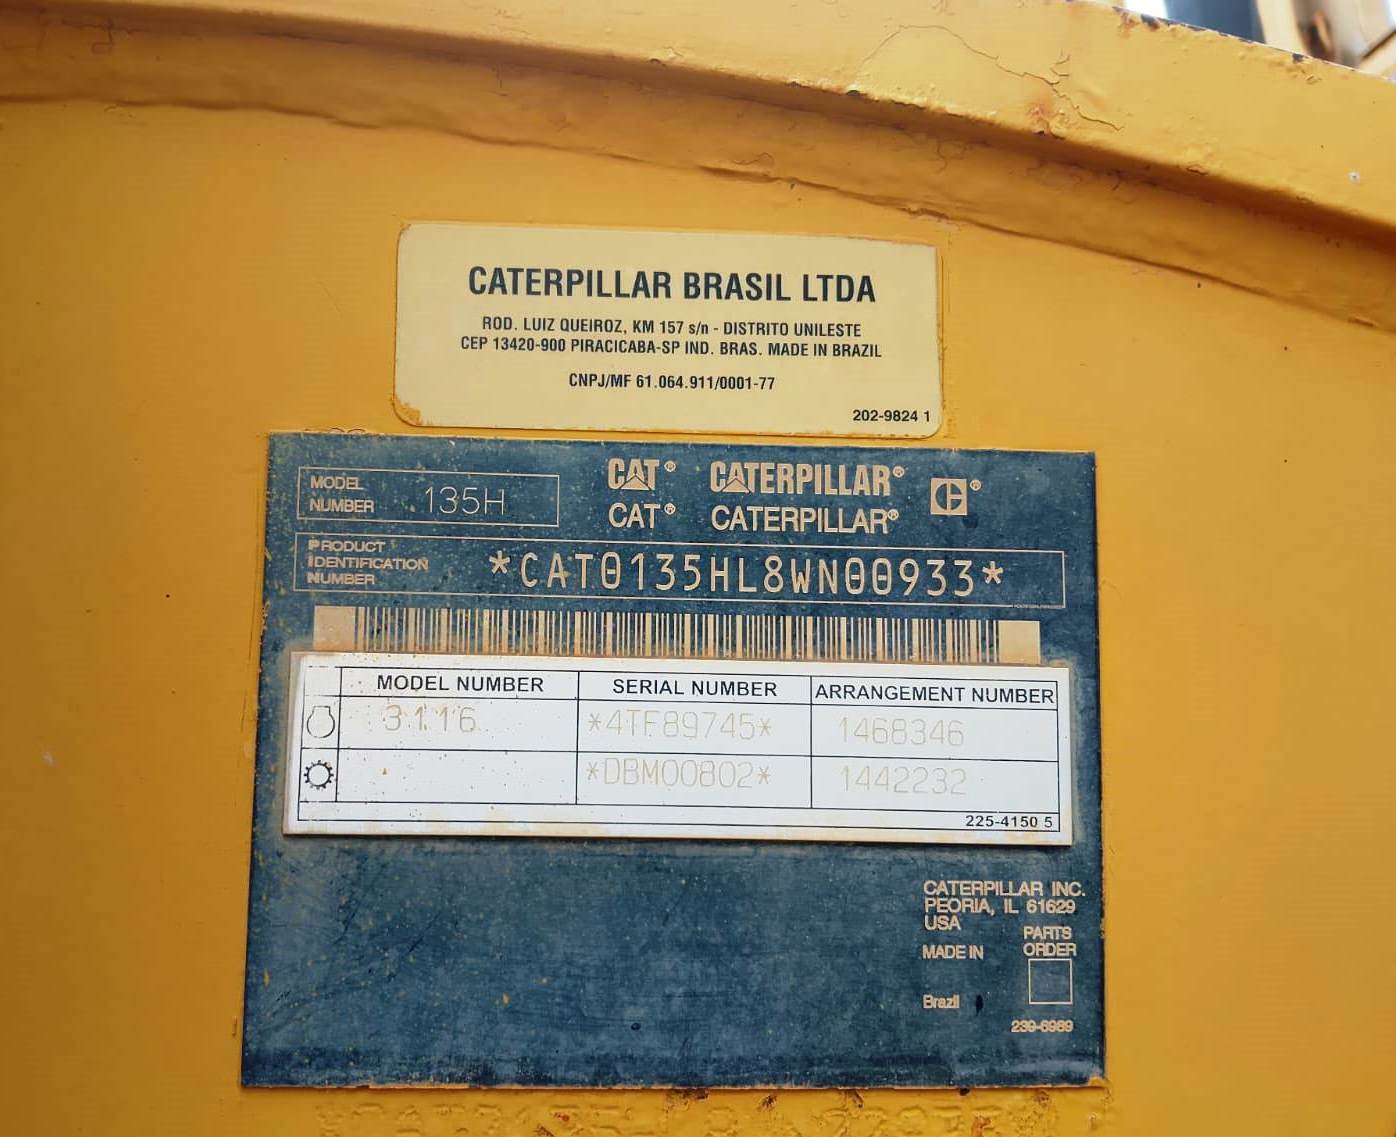 CATERPILLAR BRASIL LTDA
ROD. LUIZ QUEIROZ, KM 157 s/n - DISTRITO UNILESTE
CEP 13420-900 PIRACICABA-SP IND. BRAS. MADE IN BRAZIL
CNPJ/MF 61.064.911/0001-77
202-9824 1
MODEL
NUMBER 135H
CAT® CATERPILLAR® ®
CAT® CATERPILLAR®
PRODUCT
IDENTIFICATION
NUMBER
*CAT0135HL8WN00933*
MODEL NUMBER SERIAL NUMBER ARRANGEMENT NUMBER
3116 *4TF89745* 1468346
*DBM00802* 1442232
225-4150 5
CATERPILLAR INC.
PEORIA, IL 61629
USA
PARTS
ORDER
MADE IN
Brazil
239-6989